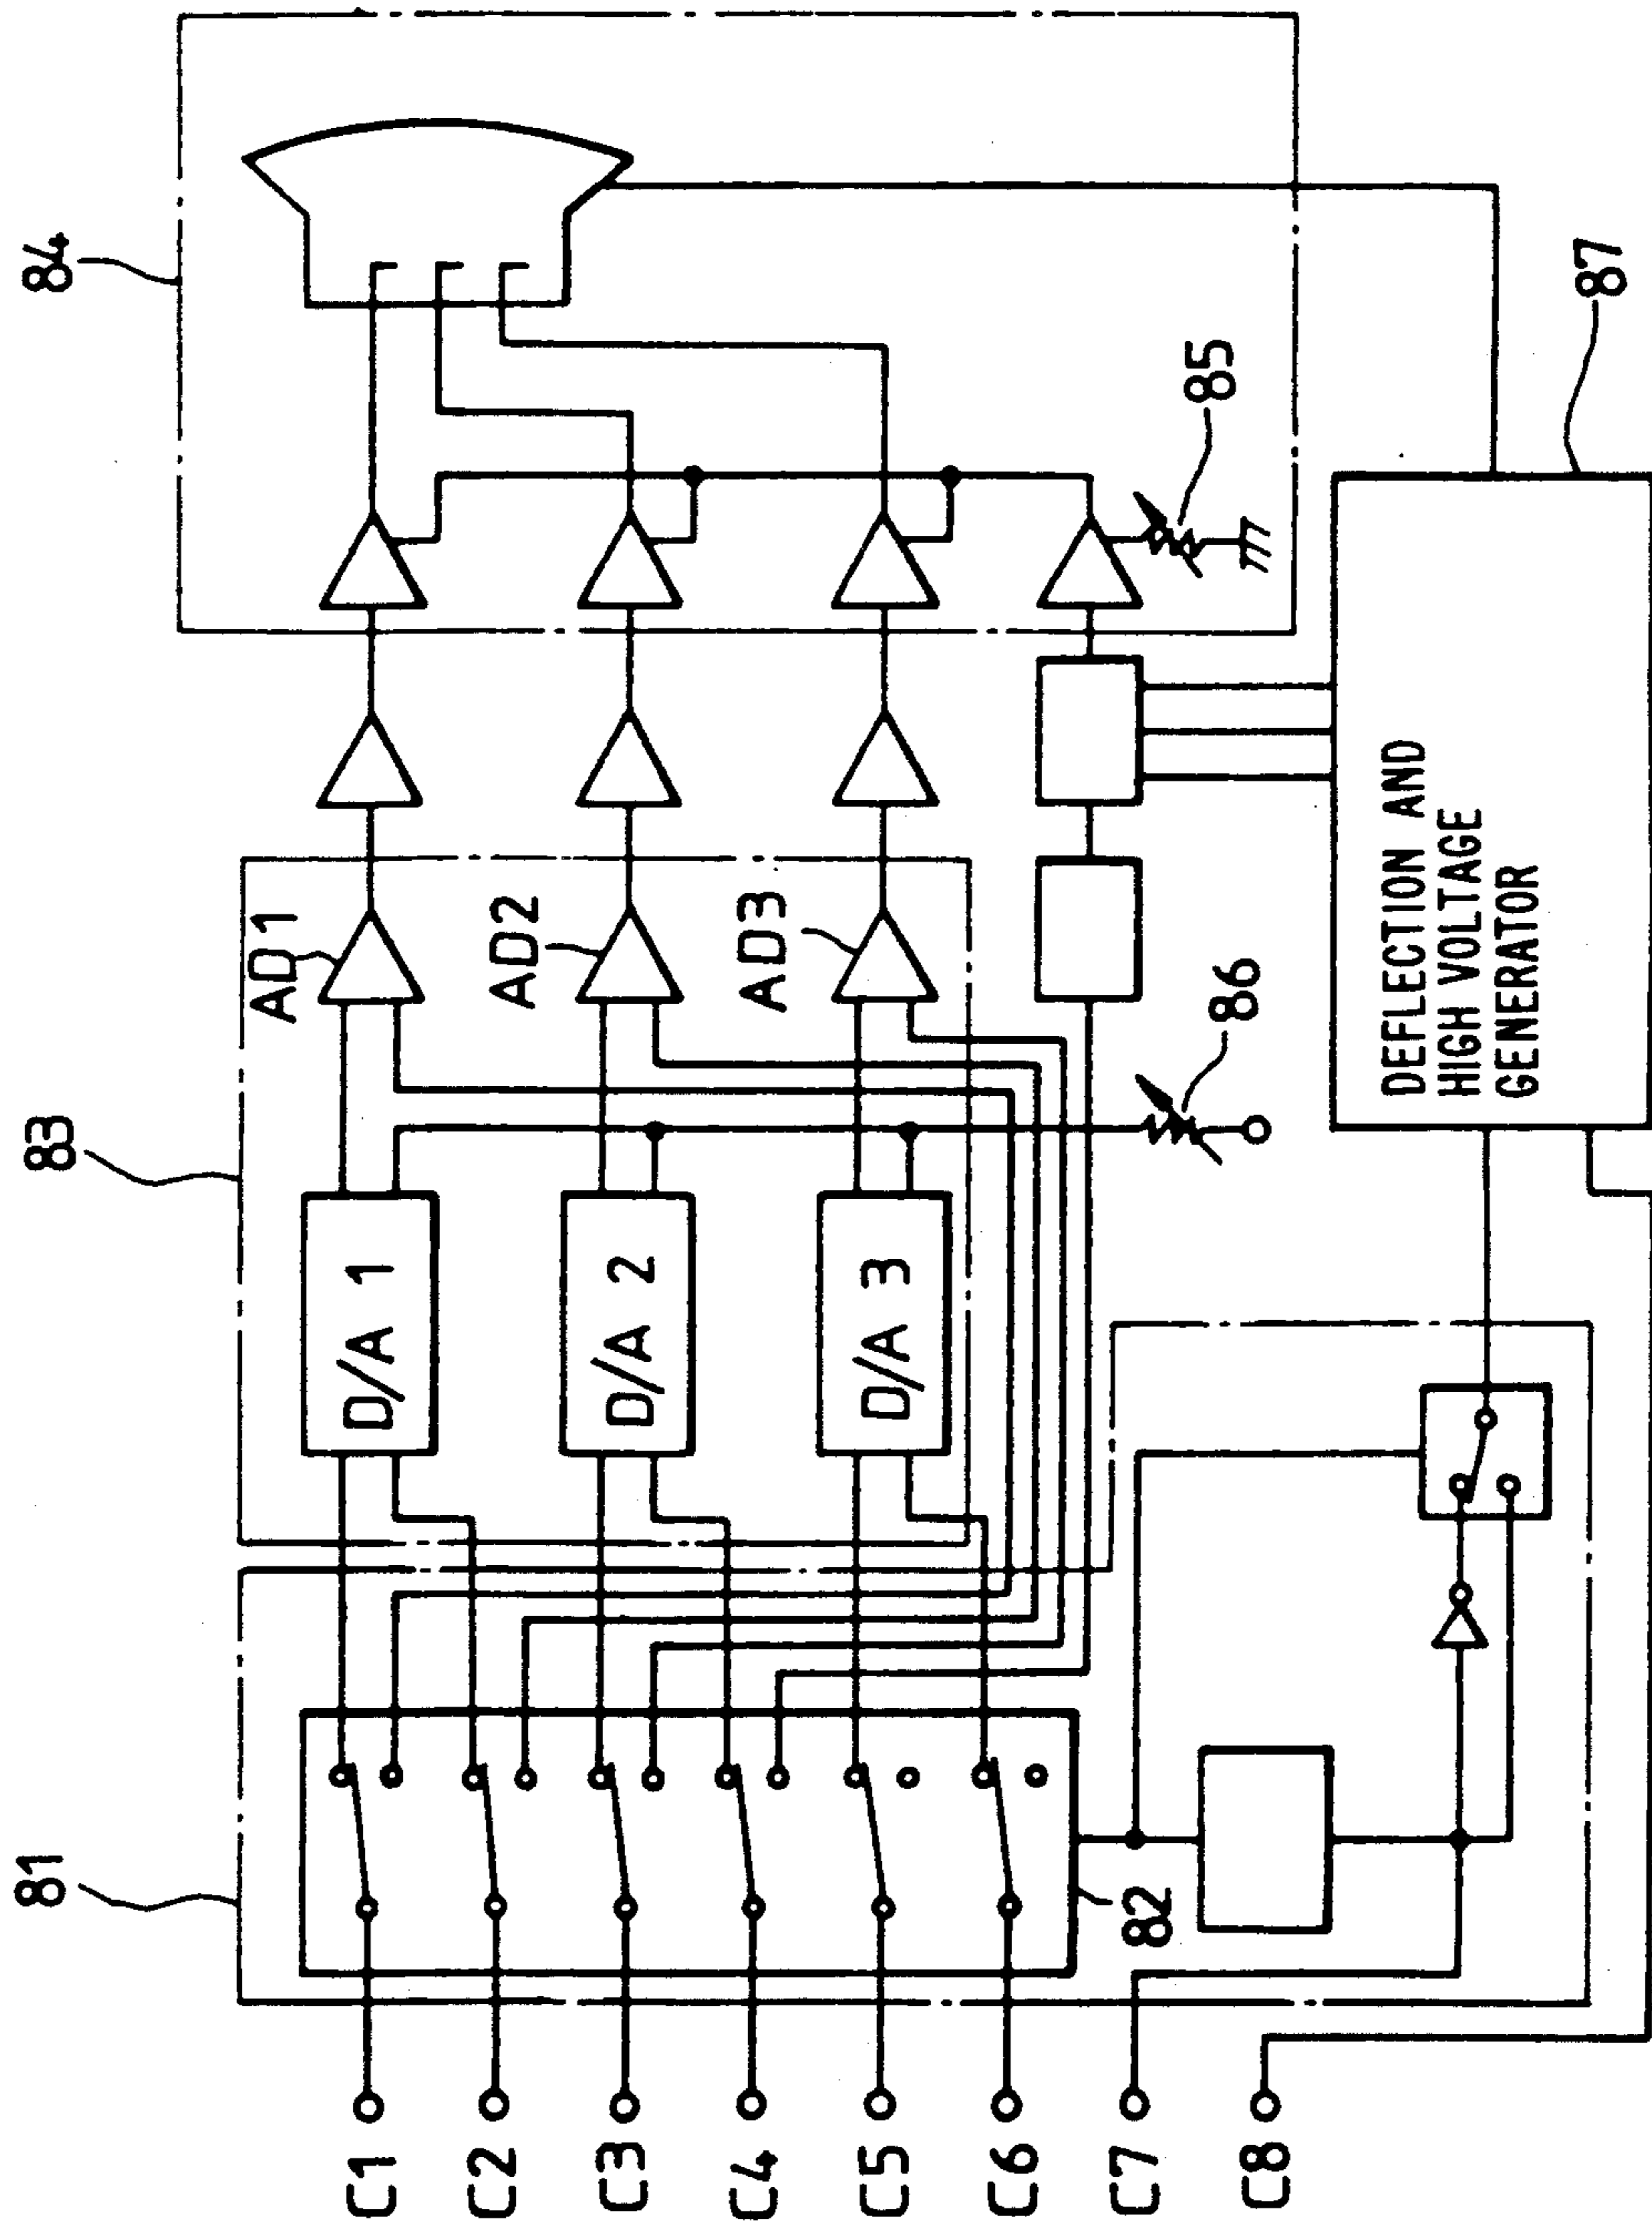 84
83
81
AD1
AD2
AD3
D/A 1
D/A 2
D/A 3
85
86
82
87
DEFLECTION AND
HIGH VOLTAGE
GENERATOR
C1
C2
C3
C4
C5
C6
C7
C8